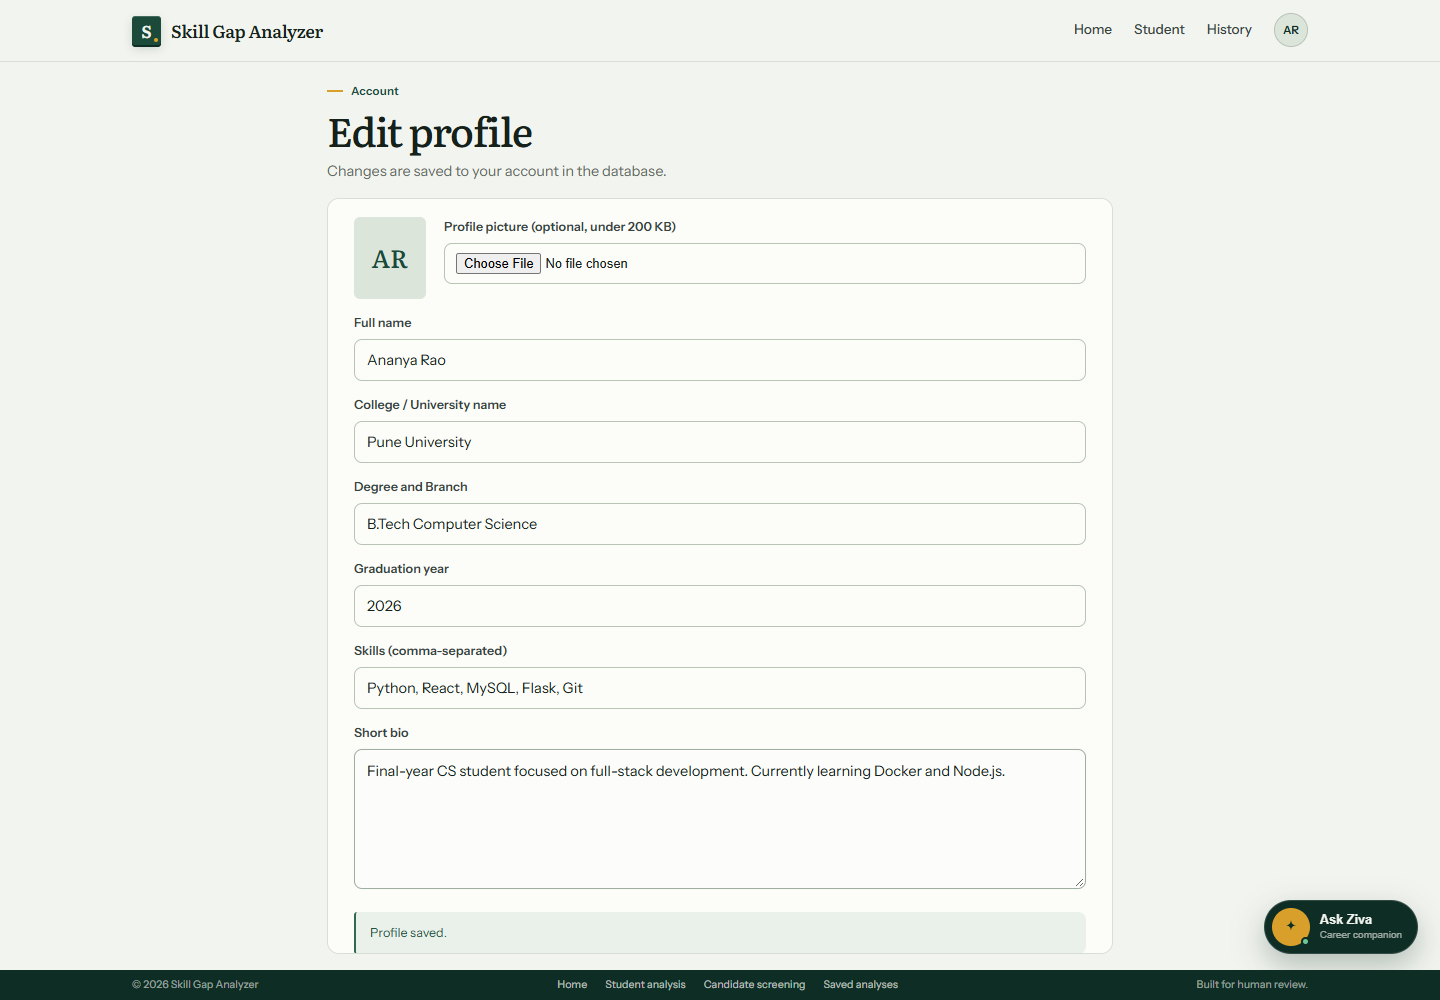 S.
Skill Gap Analyzer
Home
Student
History
AR
Account
Edit profile
Changes are saved to your account in the database.
AR
Profile picture (optional, under 200 KB)
Choose File No file chosen
Full name
Ananya Rao
College / University name
Pune University
Degree and Branch
B.Tech Computer Science
Graduation year
2026
Skills (comma-separated)
Python, React, MySQL, Flask, Git
Short bio
Final-year CS student focused on full-stack development. Currently learning Docker and Node.js.
Profile saved.
Ask Ziva
Career companion
© 2026 Skill Gap Analyzer
Home
Student analysis
Candidate screening
Saved analyses
Built for human review.